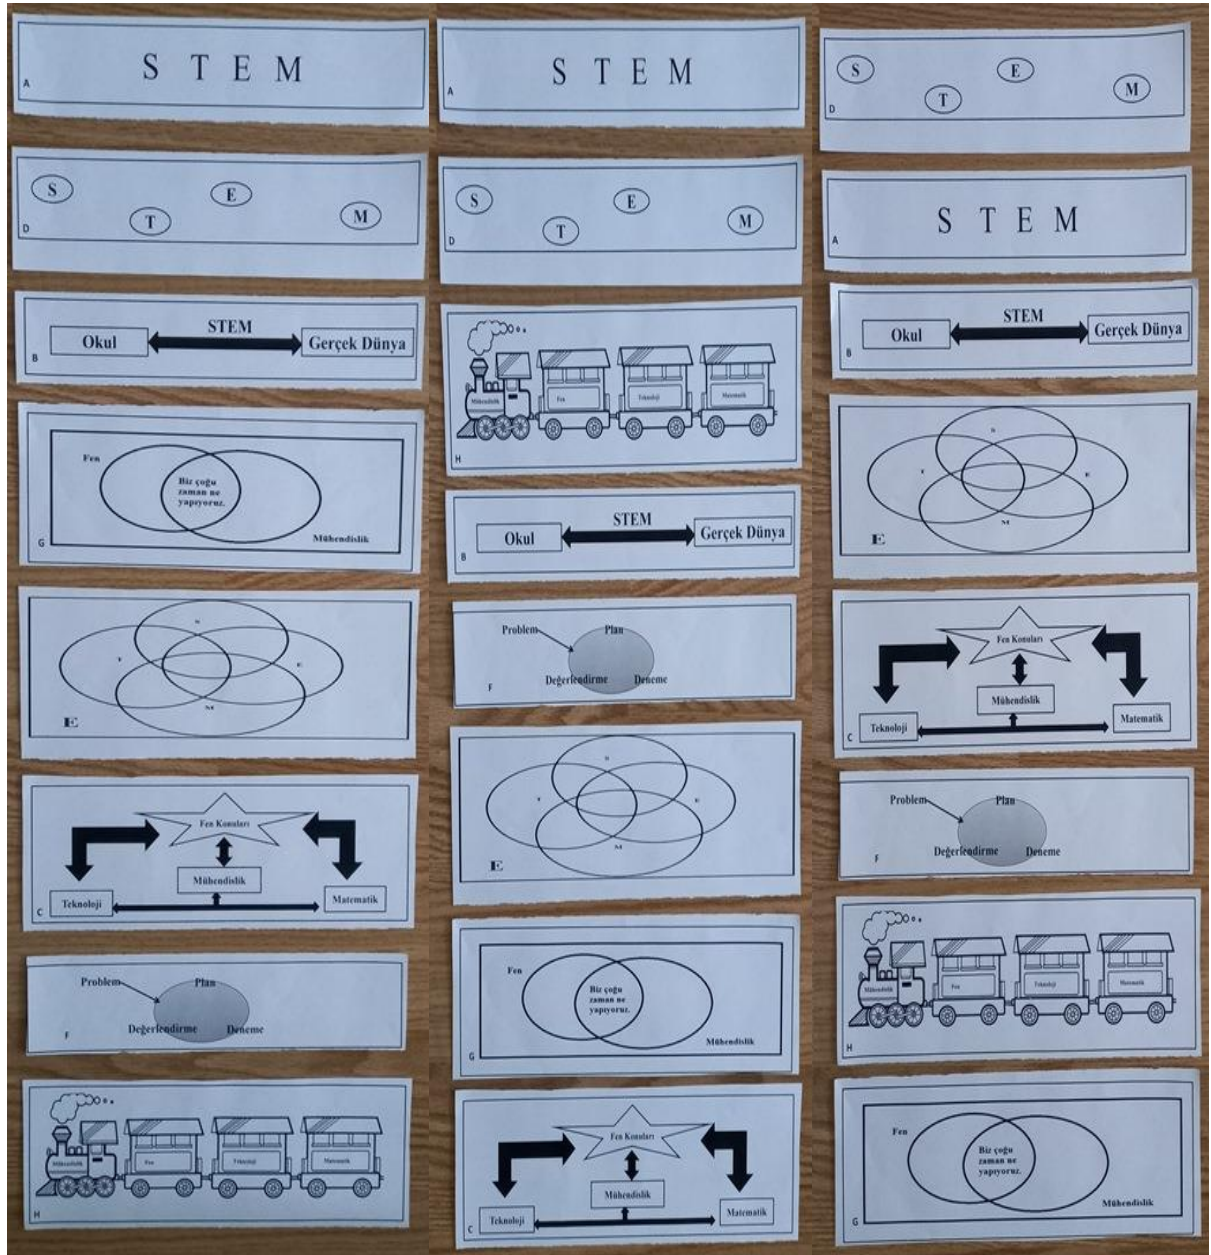 S T E M
A
S
E
T
M
D
STEM
Okul
Gerçek Dünya
B
Fen
Biz çoğu
zaman ne
yapıyoruz.
Mühendislik
G
S
T
E
M
E
Fen Konuları
Mühendislik
Teknoloji
Matematik
C
Problem
Plan
Değerlendirme
Deneme
F
Mühendislik
Fen
Teknoloji
Matematik
H
S T E M
A
S
E
T
M
D
Mühendislik
Fen
Teknoloji
Matematik
H
STEM
Okul
Gerçek Dünya
B
Problem
Plan
Değerlendirme
Deneme
F
S
T
E
M
E
Fen
Biz çoğu
zaman ne
yapıyoruz.
Mühendislik
G
Fen Konuları
Mühendislik
Teknoloji
Matematik
C
S
E
T
M
D
S T E M
A
STEM
Okul
Gerçek Dünya
B
S
T
E
M
E
Fen Konuları
Mühendislik
Teknoloji
Matematik
C
Problem
Plan
Değerlendirme
Deneme
F
Mühendislik
Fen
Teknoloji
Matematik
H
Fen
Biz çoğu
zaman ne
yapıyoruz.
Mühendislik
G